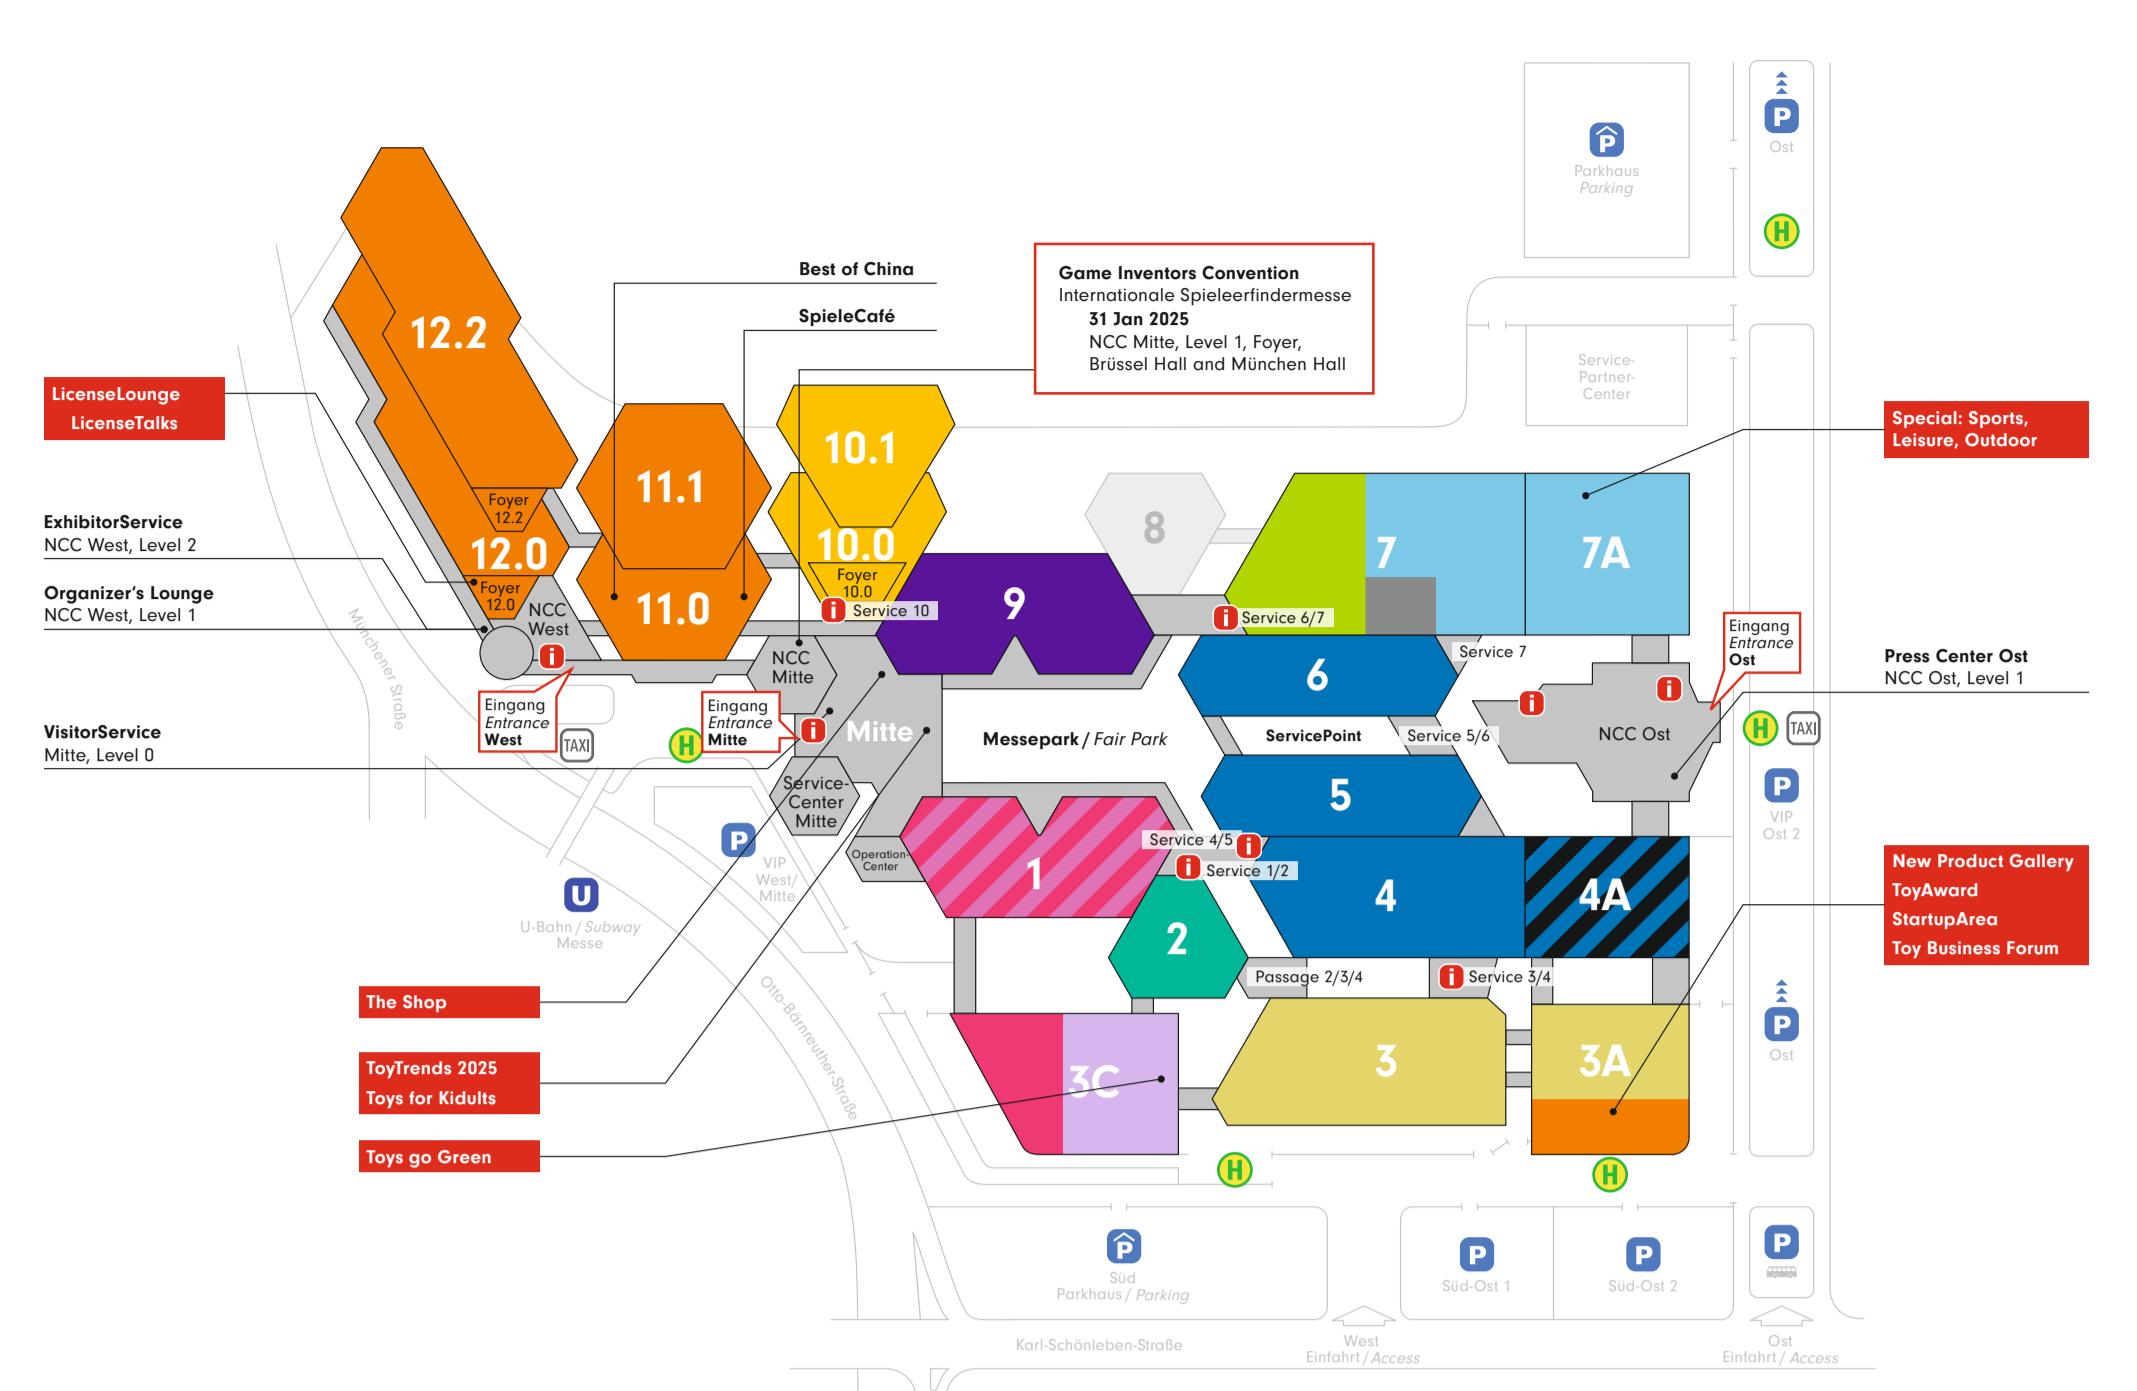 P
Ost
P
Parkhaus
Parking
H
12.2
Best of China
SpieleCafé
Game Inventors Convention
Internationale Spieleerfindermesse
31 Jan 2025
NCC Mitte, Level 1, Foyer,
Brüssel Hall and München Hall
Service-
Partner-
Center
LicenseLounge
LicenseTalks
Special: Sports,
Leisure, Outdoor
10.1
11.1
Foyer
12.2
8
7
7A
ExhibitorService
NCC West, Level 2
12.0
10.0
Foyer
12.0
Foyer
10.0
Organizer's Lounge
NCC West, Level 1
NCC
West
11.0
i Service 10
9
i Service 6/7
Münchener Straße
i
NCC
Mitte
6
Service 7
Eingang
Entrance
Ost
Press Center Ost
NCC Ost, Level 1
Eingang
Entrance
West
Eingang
Entrance
Mitte
i
i
i
NCC Ost
VisitorService
Mitte, Level 0
TAXI
H
Mitte
Messepark / Fair Park
ServicePoint
Service 5/6
H
TAXI
Service-
Center
Mitte
5
P
VIP
Ost 2
P
VIP
West/
Mitte
Operation-
Center
1
Service 4/5 i
i Service 1/2
4
4A
New Product Gallery
ToyAward
StartupArea
Toy Business Forum
U
U-Bahn / Subway
Messe
2
Passage 2/3/4
i Service 3/4
Otto-Bärnreuther-Straße
The Shop
P
Ost
ToyTrends 2025
Toys for Kidults
3C
3
3A
Toys go Green
H
H
P
Süd
Parkhaus / Parking
P
Süd-Ost 1
P
Süd-Ost 2
P
Karl-Schönleben-Straße
West
Einfahrt / Access
Ost
Einfahrt / Access